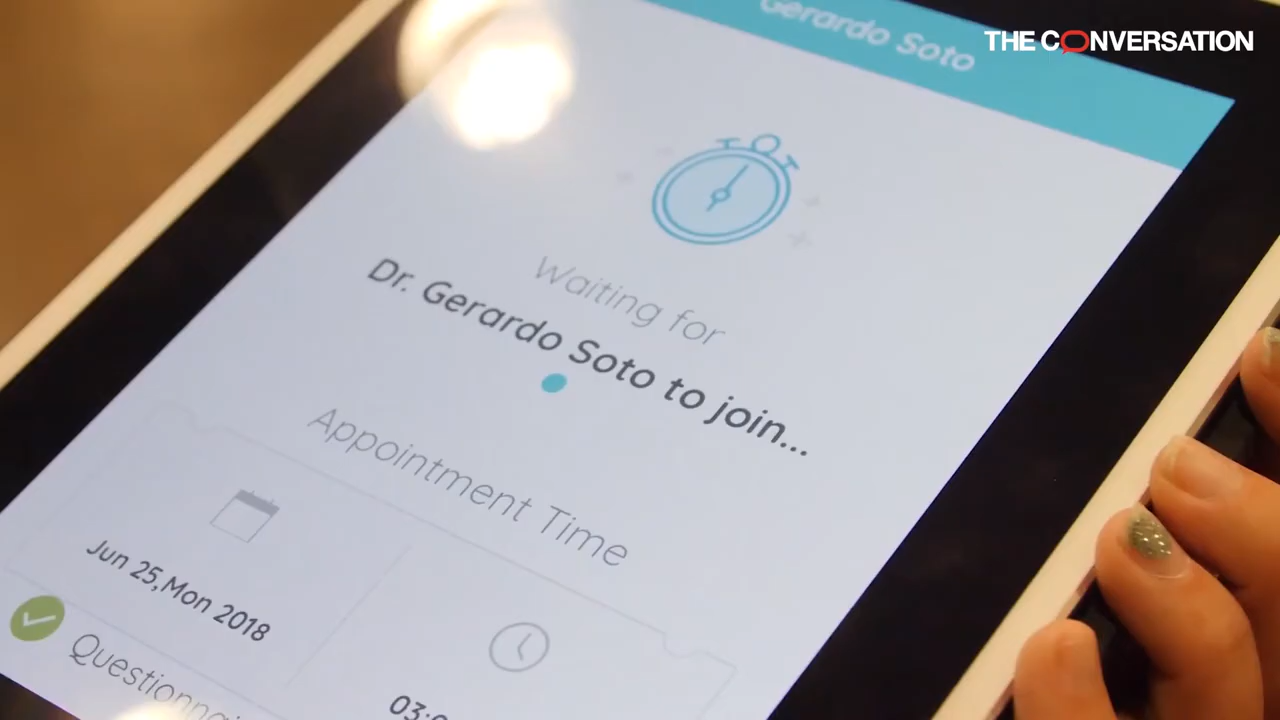 THE CONVERSATION
Gerardo Soto
Waiting for
Dr. Gerardo Soto to join...
Appointment Time
Jun 25,Mon 2018